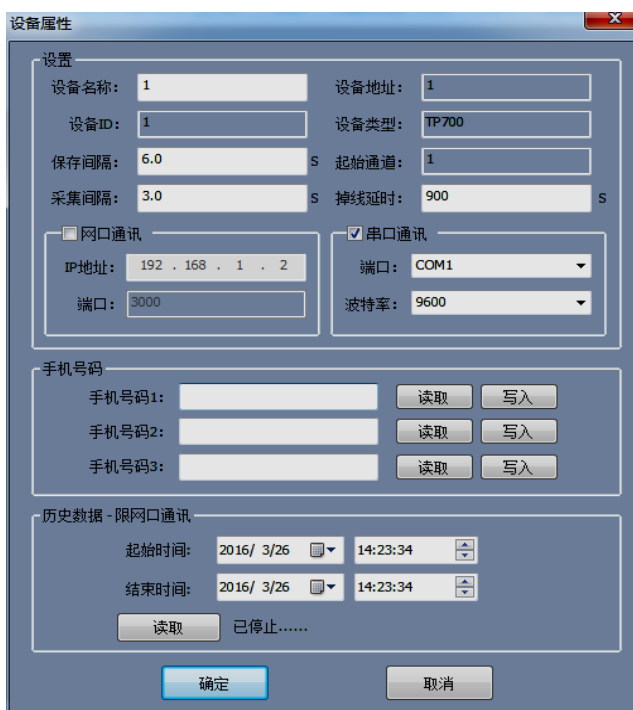 设备属性
设置
设备名称: 1 设备地址: 1
设备ID: 1 设备类型: TP700
保存间隔: 6.0 S 起始通道: 1
采集间隔: 3.0 S 掉线延时: 900 S
网口通讯 串口通讯
IP地址: 192 . 168 . 1 . 2 端口: COM1
端口: 3000 波特率: 9600
手机号码
手机号码1: 读取 写入
手机号码2: 读取 写入
手机号码3: 读取 写入
历史数据-限网口通讯
起始时间: 2016/ 3/26 14:23:34
结束时间: 2016/ 3/26 14:23:34
读取 已停止......
确定 取消